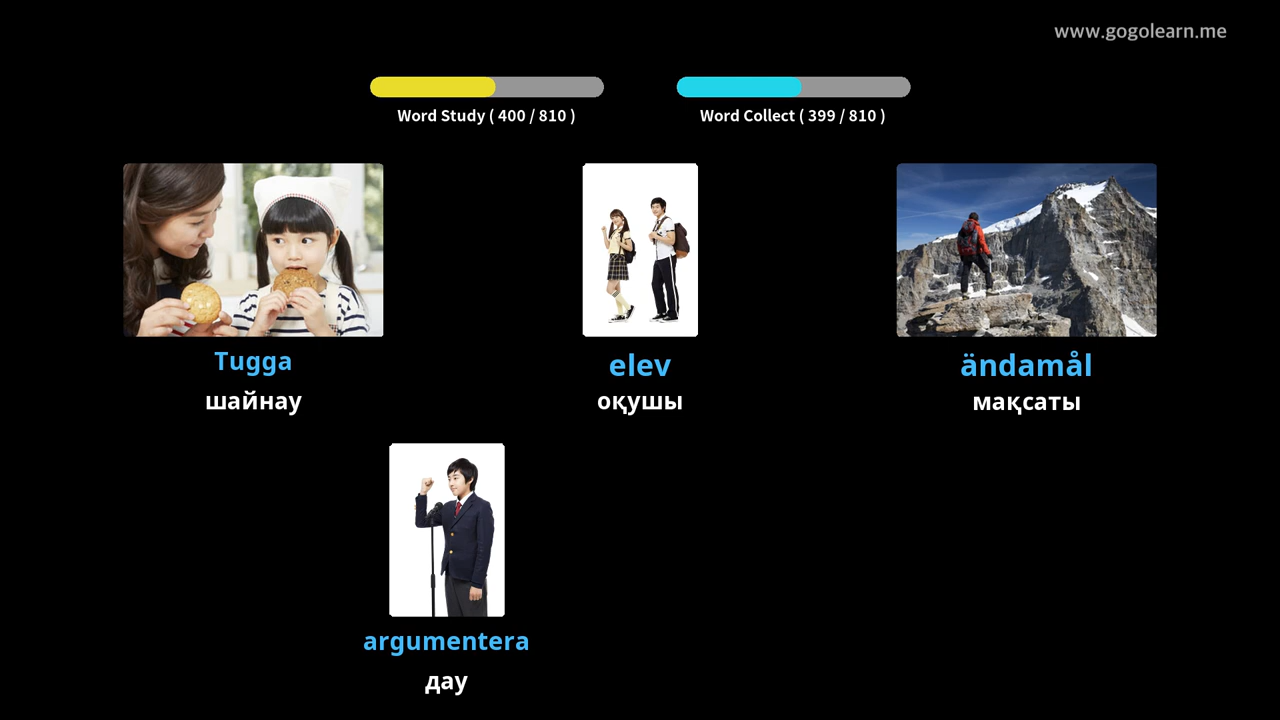 www.gogolearn.me
Word Study ( 400 / 810 )
Word Collect ( 399 / 810 )
Tugga
шайнау
elev
оқушы
ändamål
мақсаты
argumentera
дау